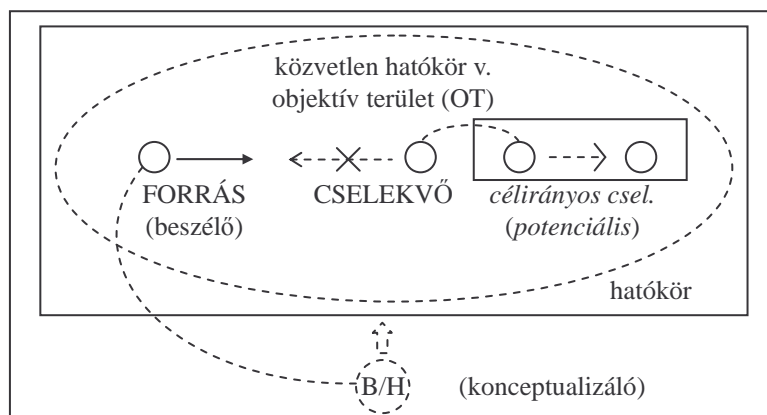 közvetlen hatókör v.
objektív terület (OT)
FORRÁS CSELEKVŐ célirányos csel.
(beszélő) (potenciális)
hatókör
B/H (konceptualizáló)